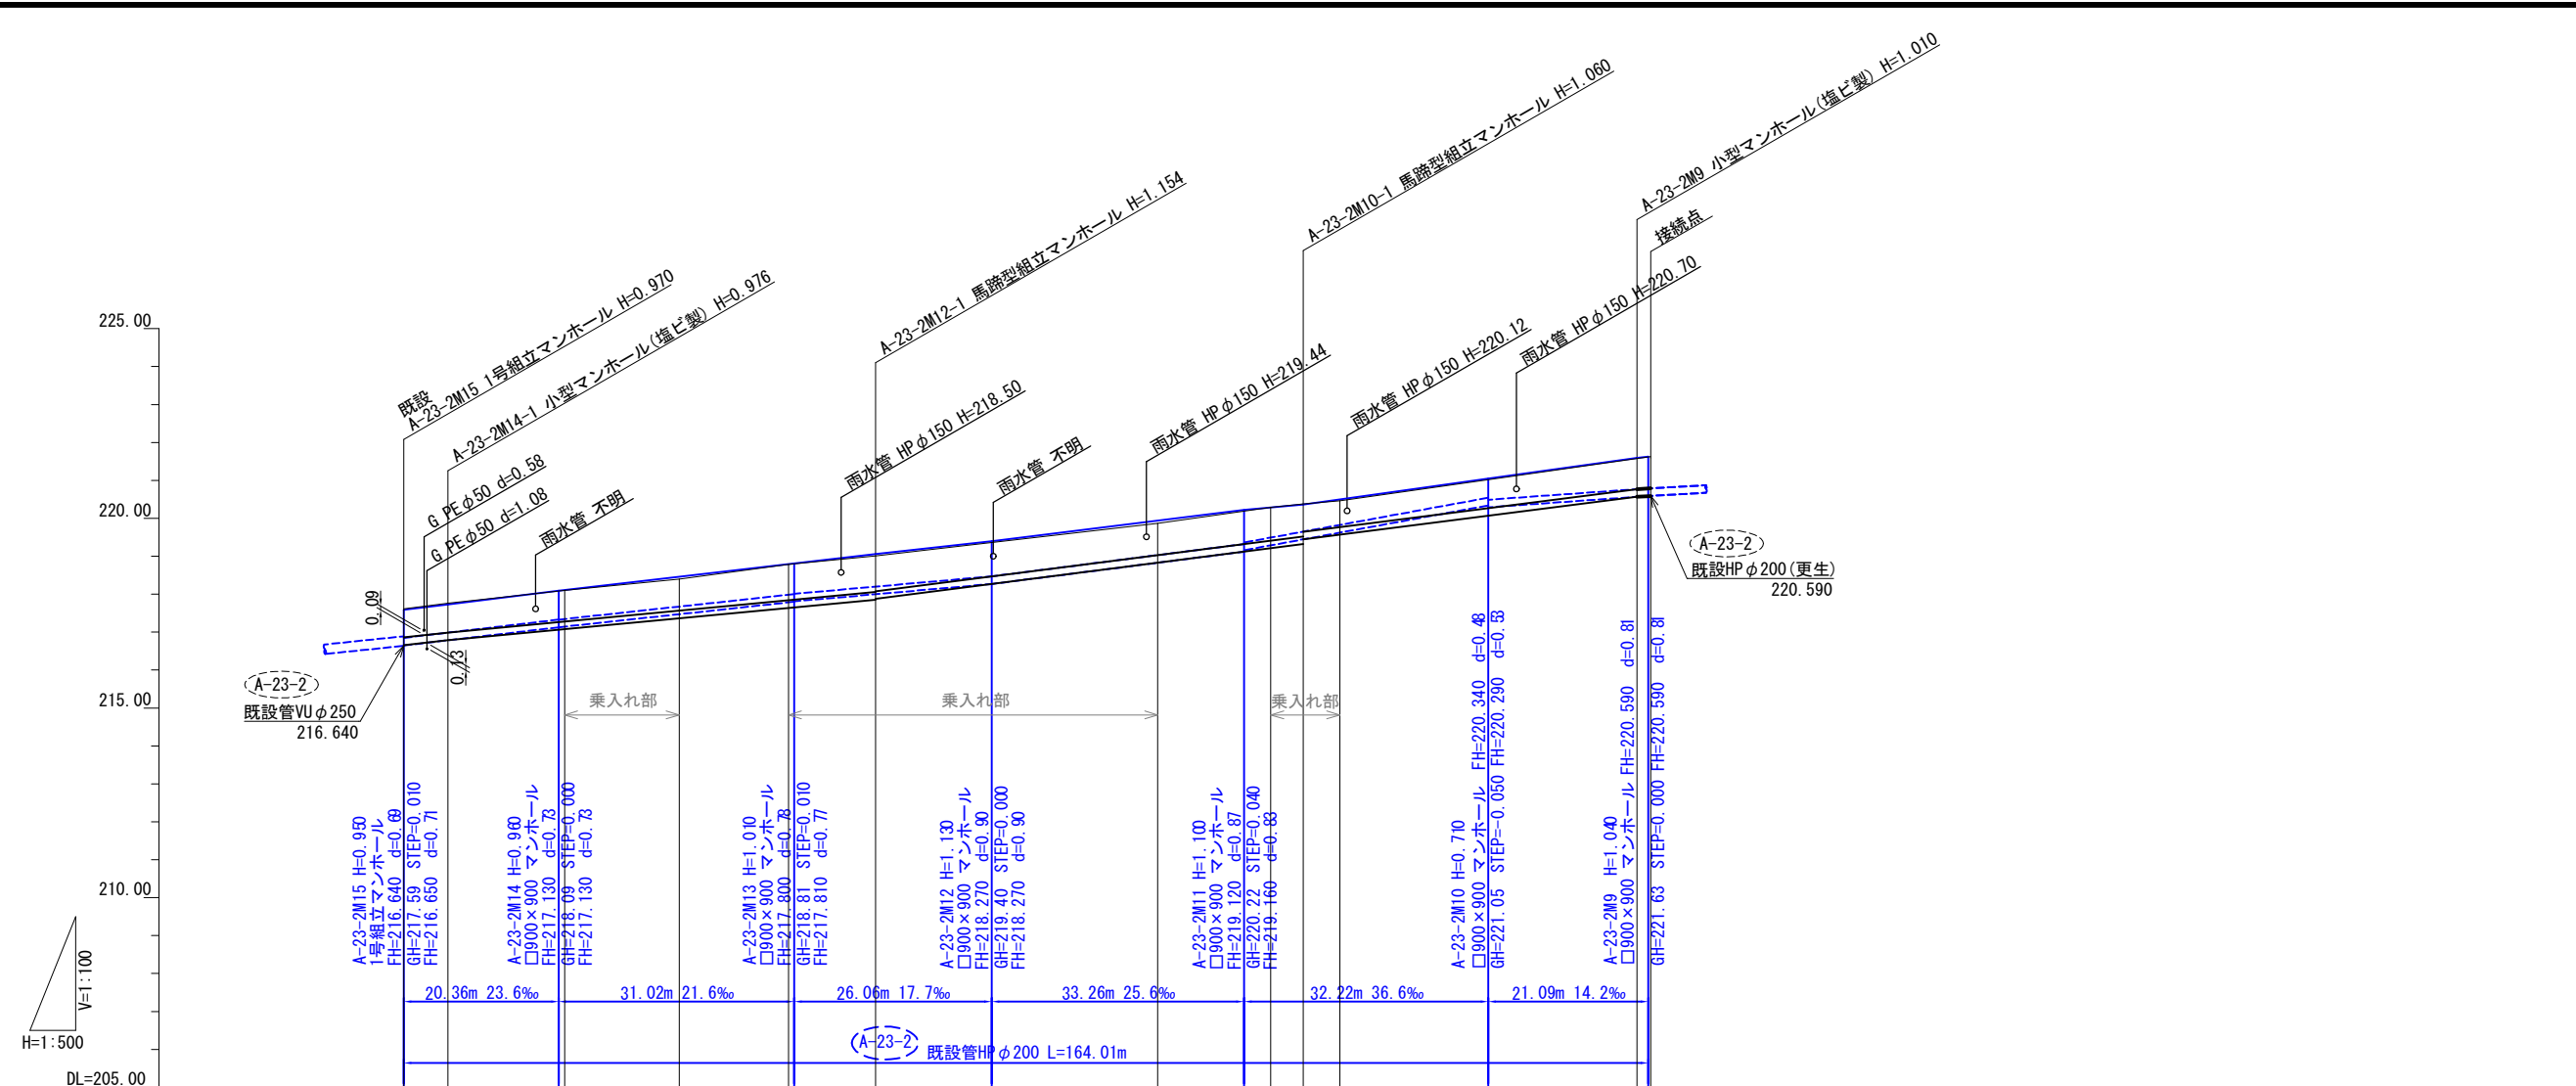 A-23-2M9 小型マンホール(塩ビ製) H=1.010
接続点
A-23-2M10-1 馬蹄型組立マンホール H=1.060
A-23-2M12-1 馬蹄型組立マンホール H=1.154
既設
A-23-2M15 1号組立マンホール H=0.970
A-23-2M14-1 小型マンホール(塩ビ製) H=0.976
G PEφ50 d=0.58
G PEφ50 d=1.08
雨水管 不明
雨水管 HPφ150 H=218.50
雨水管 不明
雨水管 HPφ150 H=219.44
雨水管 HPφ150 H=220.12
雨水管 HPφ150 H=220.70
225.00
220.00
215.00
210.00
DL=205.00
0.09
0.13
A-23-2
既設管VUφ250
216.640
A-23-2
既設HPφ200(更生)
220.590
乗入れ部
乗入れ部
乗入れ部
A-23-2M15 H=0.950
1号組立マンホール
FH=216.640 d=0.69
GH=217.59 STEP=0.010
FH=216.650 d=0.71
A-23-2M14 H=0.960
□900×900 マンホール
FH=217.130 d=0.73
GH=218.09 STEP=0.000
FH=217.130 d=0.73
A-23-2M13 H=1.010
□900×900 マンホール
FH=217.800 d=0.78
GH=218.81 STEP=0.010
FH=217.810 d=0.77
A-23-2M12 H=1.130
□900×900 マンホール
FH=218.270 d=0.90
GH=219.40 STEP=0.000
FH=218.270 d=0.90
A-23-2M11 H=1.100
□900×900 マンホール
FH=219.120 d=0.87
GH=220.22 STEP=0.040
FH=219.160 d=0.83
A-23-2M10 H=0.710
□900×900 マンホール FH=220.340 d=0.48
GH=221.05 STEP=-0.050 FH=220.290 d=0.53
A-23-2M9 H=1.040
□900×900 マンホール FH=220.590 d=0.81
GH=221.63 STEP=0.000 FH=220.590 d=0.81
20.36m 23.6‰
31.02m 21.6‰
26.06m 17.7‰
33.26m 25.6‰
32.22m 36.6‰
21.09m 14.2‰
A-23-2
既設管HPφ200 L=164.01m
V=1:100
H=1:500